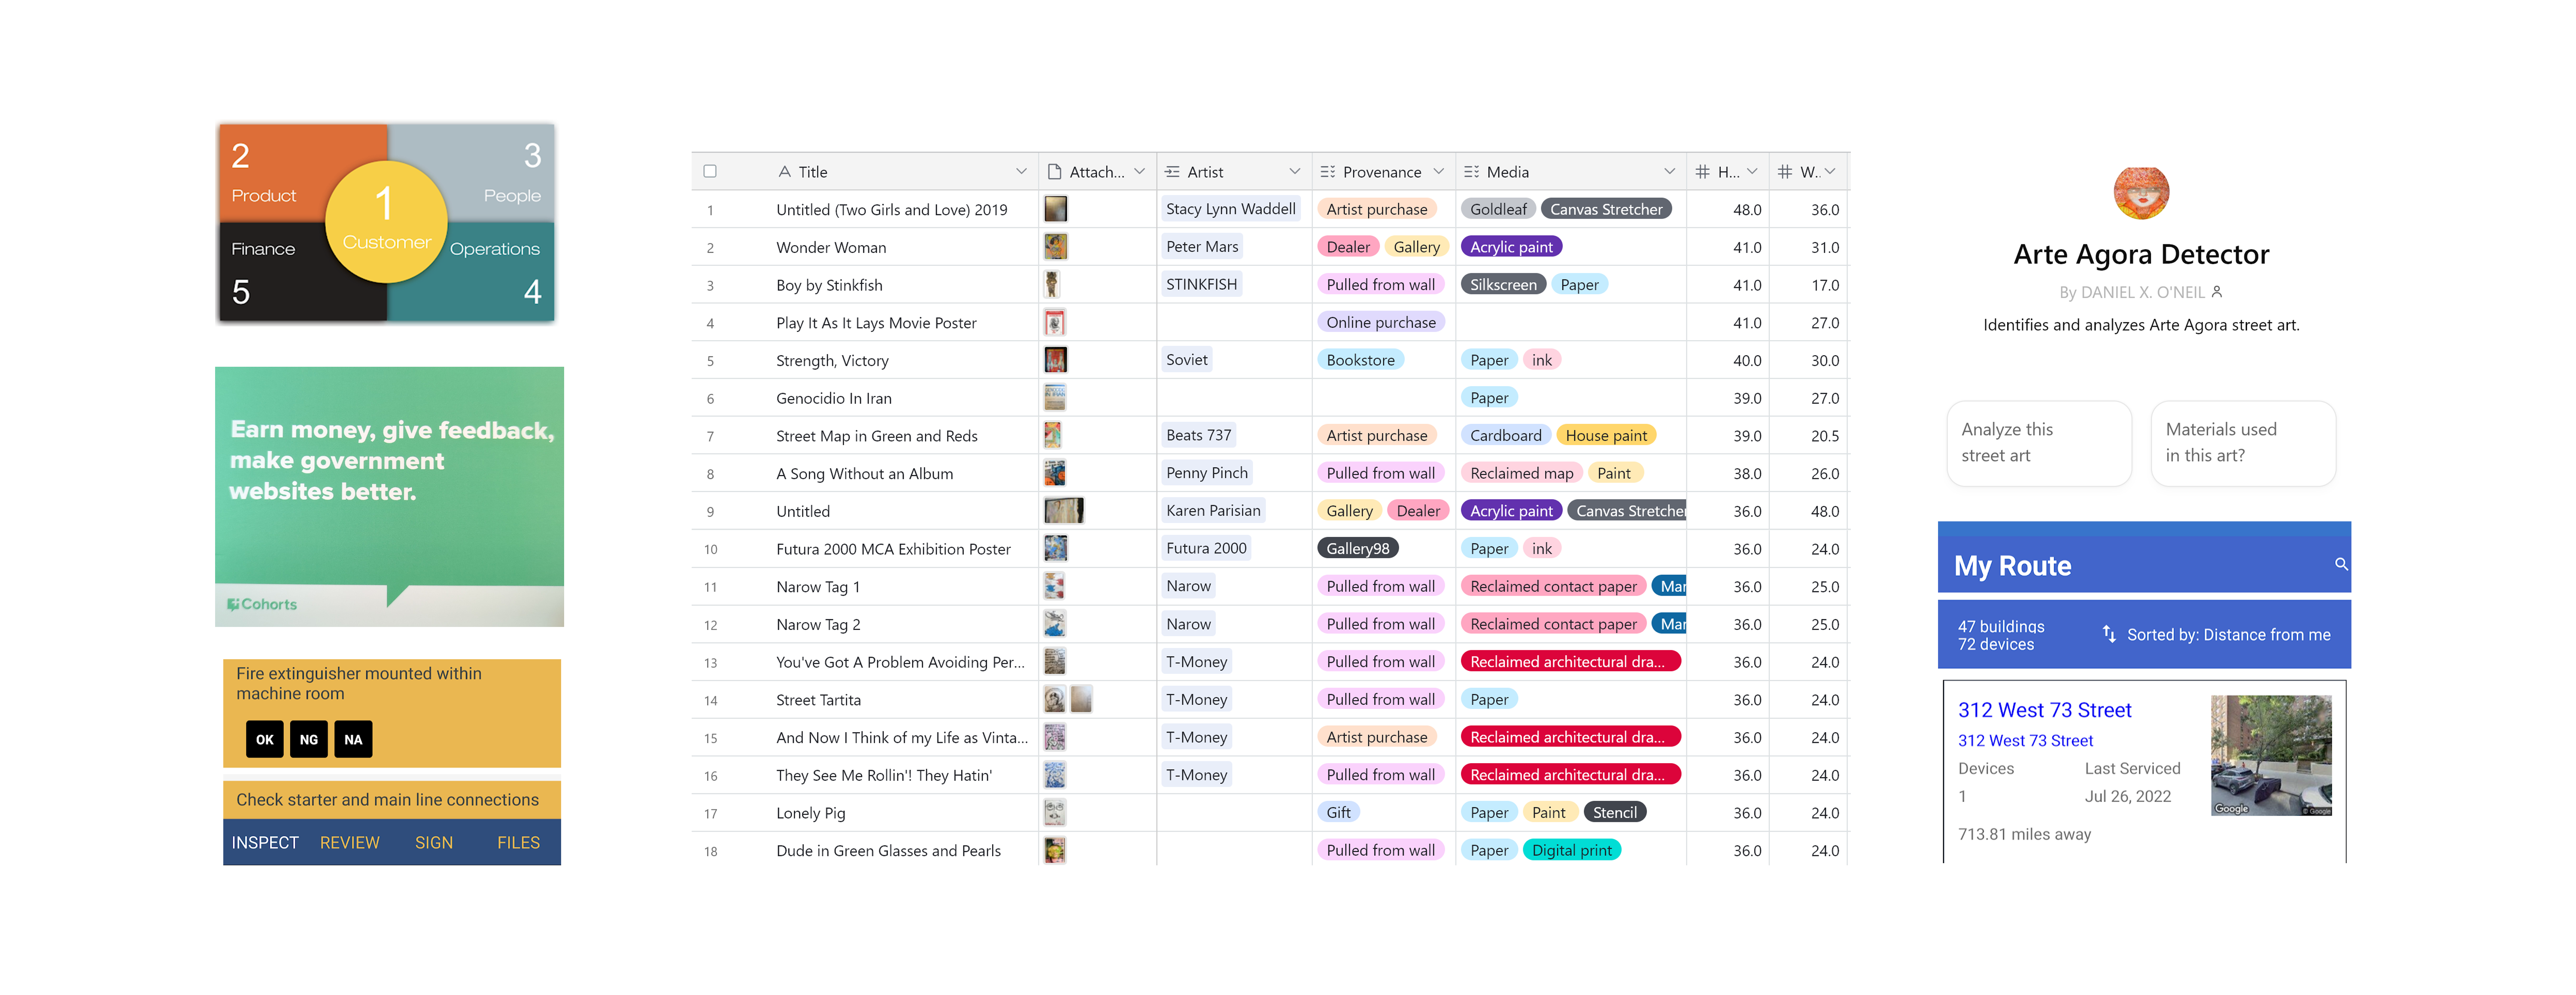 2
Product
3
People
1
Customer
Finance
5
Operations
4
Earn money, give feedback,
make government
websites better.
Cohorts
Fire extinguisher mounted within
machine room
OK NG NA
Check starter and main line connections
INSPECT REVIEW SIGN FILES
Title Attach... Artist Provenance Media H... W..
1 Untitled (Two Girls and Love) 2019 Stacy Lynn Waddell Artist purchase Goldleaf Canvas Stretcher 48.0 36.0
2 Wonder Woman Peter Mars Dealer Gallery Acrylic paint 41.0 31.0
3 Boy by Stinkfish STINKFISH Pulled from wall Silkscreen Paper 41.0 17.0
4 Play It As It Lays Movie Poster Online purchase 41.0 27.0
5 Strength, Victory Soviet Bookstore Paper ink 40.0 30.0
6 Genocidio In Iran Paper 39.0 27.0
7 Street Map in Green and Reds Beats 737 Artist purchase Cardboard House paint 39.0 20.5
8 A Song Without an Album Penny Pinch Pulled from wall Reclaimed map Paint 38.0 26.0
9 Untitled Karen Parisian Gallery Dealer Acrylic paint Canvas Stretcher 36.0 48.0
10 Futura 2000 MCA Exhibition Poster Futura 2000 Gallery98 Paper ink 36.0 24.0
11 Narow Tag 1 Narow Pulled from wall Reclaimed contact paper Mar 36.0 25.0
12 Narow Tag 2 Narow Pulled from wall Reclaimed contact paper Mar 36.0 25.0
13 You've Got A Problem Avoiding Per... T-Money Pulled from wall Reclaimed architectural dra... 36.0 24.0
14 Street Tartita T-Money Pulled from wall Paper 36.0 24.0
15 And Now I Think of my Life as Vinta... T-Money Artist purchase Reclaimed architectural dra... 36.0 24.0
16 They See Me Rollin'! They Hatin' T-Money Pulled from wall Reclaimed architectural dra... 36.0 24.0
17 Lonely Pig Gift Paper Paint Stencil 36.0 24.0
18 Dude in Green Glasses and Pearls Pulled from wall Paper Digital print 36.0 24.0
Arte Agora Detector
By DANIEL X. O'NEIL
Identifies and analyzes Arte Agora street art.
Analyze this
street art
Materials used
in this art?
My Route
47 buildings
72 devices
Sorted by: Distance from me
312 West 73 Street
312 West 73 Street
Devices Last Serviced
1 Jul 26, 2022
713.81 miles away
Google
© Google